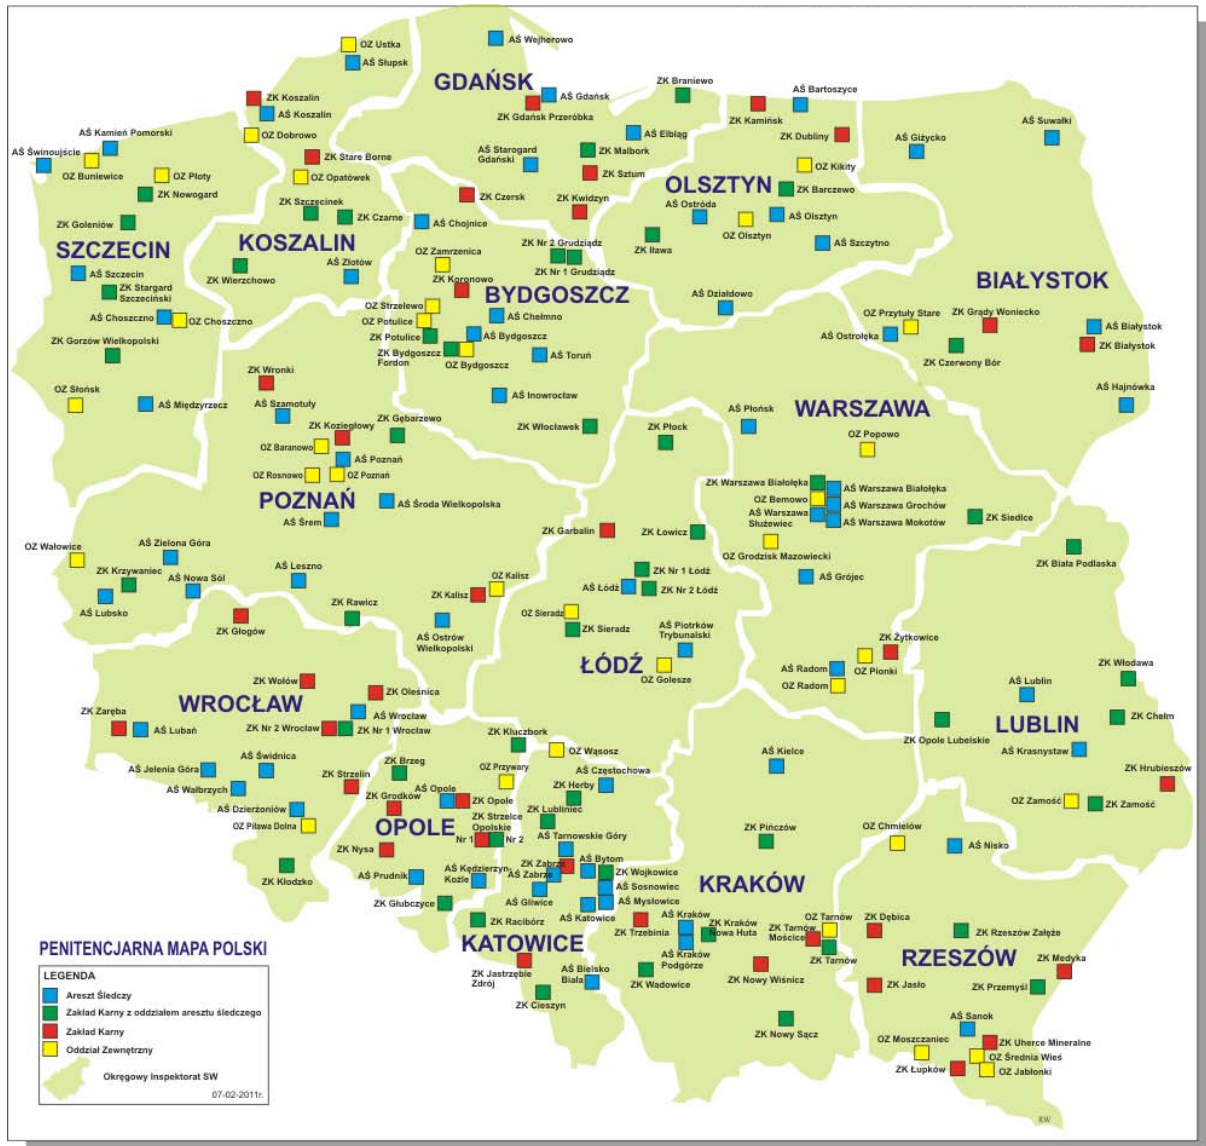 OZ Ustka
AŚ Słupsk
AŚ Wejherowo
GDAŃSK
ZK Koszalin
AŚ Koszalin
OZ Dobrowo
AŚ Gdańsk
ZK Gdańsk Przeróbka
ZK Braniewo
ZK Kamińsk
AŚ Bartoszyce
ZK Dubliny
AŚ Giżycko
AŚ Suwałki
AŚ Kamień Pomorski
AŚ Świnoujście
OZ Buniewice
OZ Płoty
ZK Nowogard
ZK Goleniów
ZK Stare Borne
OZ Opatówek
AŚ Elbląg
AŚ Starogard
Gdański
ZK Malbork
ZK Sztum
ZK Kwidzyn
ZK Czersk
OZ Kikity
OLSZTYN
ZK Barczewo
AŚ Ostróda
OZ Olsztyn
AŚ Olsztyn
AŚ Szczytno
ZK Iława
AŚ Działdowo
ZK Szczecinek
ZK Czarne
AŚ Chojnice
SZCZECIN
KOSZALIN
ZK Wierzchowo
AŚ Złotów
AŚ Szczecin
ZK Stargard
Szczeciński
AŚ Choszczno
OZ Choszczno
ZK Gorzów Wielkopolski
OZ Słońsk
AŚ Międzyrzecz
ZK Nr 2 Grudziądz
ZK Nr 1 Grudziądz
OZ Zamrzenica
ZK Koronowo
BYDGOSZCZ
OZ Strzelewo
OZ Potulice
ZK Potulice
AŚ Chełmno
AŚ Bydgoszcz
ZK Bydgoszcz
Fordon
OZ Bydgoszcz
AŚ Toruń
AŚ Inowrocław
ZK Włocławek
BIAŁYSTOK
OZ Przytuły Stare
ZK Grądy Woniecko
AŚ Ostrołęka
ZK Czerwony Bór
AŚ Białystok
ZK Białystok
AŚ Hajnówka
ZK Wronki
AŚ Szamotuły
ZK Gębarzewo
ZK Koziegłowy
OZ Baranowo
AŚ Poznań
OZ Rosnowo
OZ Poznań
POZNAŃ
AŚ Środa Wielkopolska
AŚ Śrem
WARSZAWA
ZK Płock
AŚ Płońsk
OZ Popowo
ZK Warszawa Białołęka
AŚ Warszawa Białołęka
OZ Bemowo
AŚ Warszawa Grochów
AŚ Warszawa
Służewiec
AŚ Warszawa Mokotów
ZK Siedlce
OZ Grodzisk Mazowiecki
AŚ Grójec
ZK Biała Podlaska
OZ Wałowice
AŚ Zielona Góra
ZK Krzywaniec
AŚ Nowa Sól
AŚ Lubsko
AŚ Leszno
ZK Rawicz
ZK Głogów
ZK Kalisz
OZ Kalisz
AŚ Ostrów
Wielkopolski
ZK Garbalin
ZK Łowicz
ZK Nr 1 Łódź
AŚ Łódź
ZK Nr 2 Łódź
OZ Sieradz
ZK Sieradz
AŚ Piotrków
Trybunalski
ŁÓDŹ
OZ Golesze
ZK Żytkowice
OZ Pionki
AŚ Radom
OZ Radom
ZK Włodawa
AŚ Lublin
LUBLIN
ZK Chełm
ZK Opole Lubelskie
AŚ Krasnystaw
ZK Hrubieszów
OZ Zamość
ZK Zamość
WROCŁAW
ZK Wołów
ZK Oleśnica
AŚ Wrocław
ZK Nr 2 Wrocław
ZK Nr 1 Wrocław
ZK Zaręba
AŚ Lubań
AŚ Jelenia Góra
AŚ Świdnica
AŚ Wałbrzych
AŚ Dzierżoniów
OZ Piława Dolna
ZK Strzelin
ZK Kłodzko
ZK Kluczbork
ZK Brzeg
OZ Przywary
ZK Grodków
AŚ Opole
ZK Opole
OPOLE
ZK Strzelce
Opolskie
Nr 1
Nr 2
ZK Nysa
AŚ Prudnik
AŚ Kędzierzyn
Koźle
ZK Głubczyce
ZK Racibórz
OZ Wąsosz
AŚ Częstochowa
ZK Herby
ZK Lubliniec
AŚ Tarnowskie Góry
ZK Zabrze
AŚ Zabrze
AŚ Bytom
ZK Wojkowice
AŚ Sosnowiec
AŚ Mysłowice
AŚ Gliwice
AŚ Katowice
KATOWICE
ZK Jastrzębie
Zdrój
ZK Cieszyn
AŚ Bielsko
Biała
AŚ Kielce
ZK Pińczów
KRAKÓW
ZK Trzebinia
AŚ Kraków
ZK Kraków
Nowa Huta
AŚ Kraków
Podgórze
ZK Wadowice
ZK Nowy Wiśnicz
ZK Nowy Sącz
OZ Tarnów
ZK Tarnów
Mościce
ZK Tarnów
OZ Chmielów
AŚ Nisko
ZK Dębica
ZK Rzeszów Załęże
RZESZÓW
ZK Medyka
ZK Jasło
ZK Przemyśl
AŚ Sanok
OZ Moszczaniec
ZK Uherce Mineralne
OZ Średnia Wieś
ZK Łupków
OZ Jabłonki
PENITENCJARNA MAPA POLSKI
LEGENDA
Areszt Śledczy
Zakład Karny z oddziałem aresztu śledczego
Zakład Karny
Oddział Zewnętrzny
Okręgowy Inspektorat SW
07-02-2011r.
RW